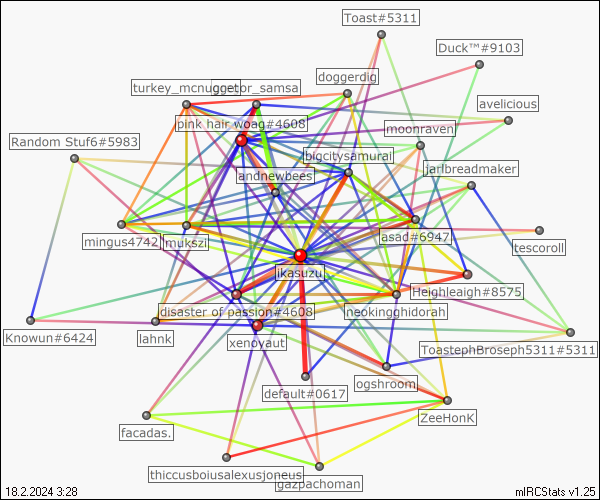 Toast#5311
Duck™#9103
doggerdig
turkey_mcnugget
gregor_samsa
avelicious
pink hair woag#4608
moonraven
Random Stuf6#5983
bigcitysamurai
jarlbreadmaker
andnewbees
mingus4742
mukszi
asad#6947
tescoroll
ikasuzu
Heighleaigh#8575
disaster of passion#4608
neokingghidorah
Knowun#6424
lahnk
xenoyaut
ToastephBroseph5311#5311
default#0617
ogshroom
ZeeHonK
facadas.
thiccusboiusalexusjoneus
gazpachoman
18.2.2024 3:28
mIRCStats v1.25